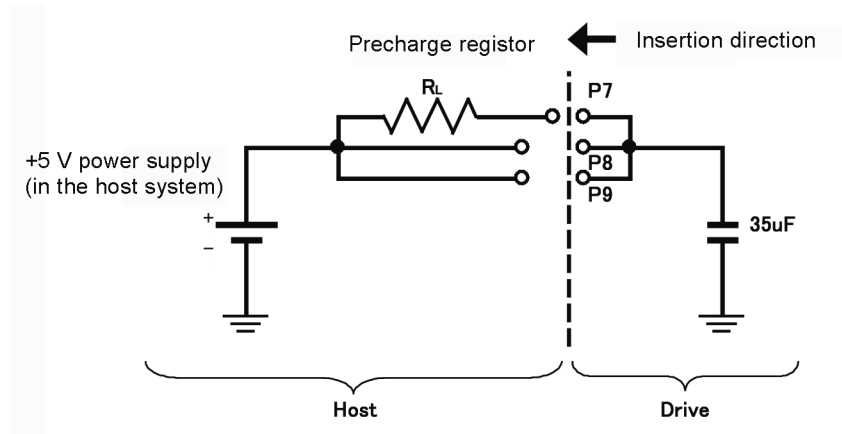 Precharge registor
Insertion direction
RL
P7
+5 V power supply
(in the host system)
P8
P9
+
−
35uF
Host
Drive